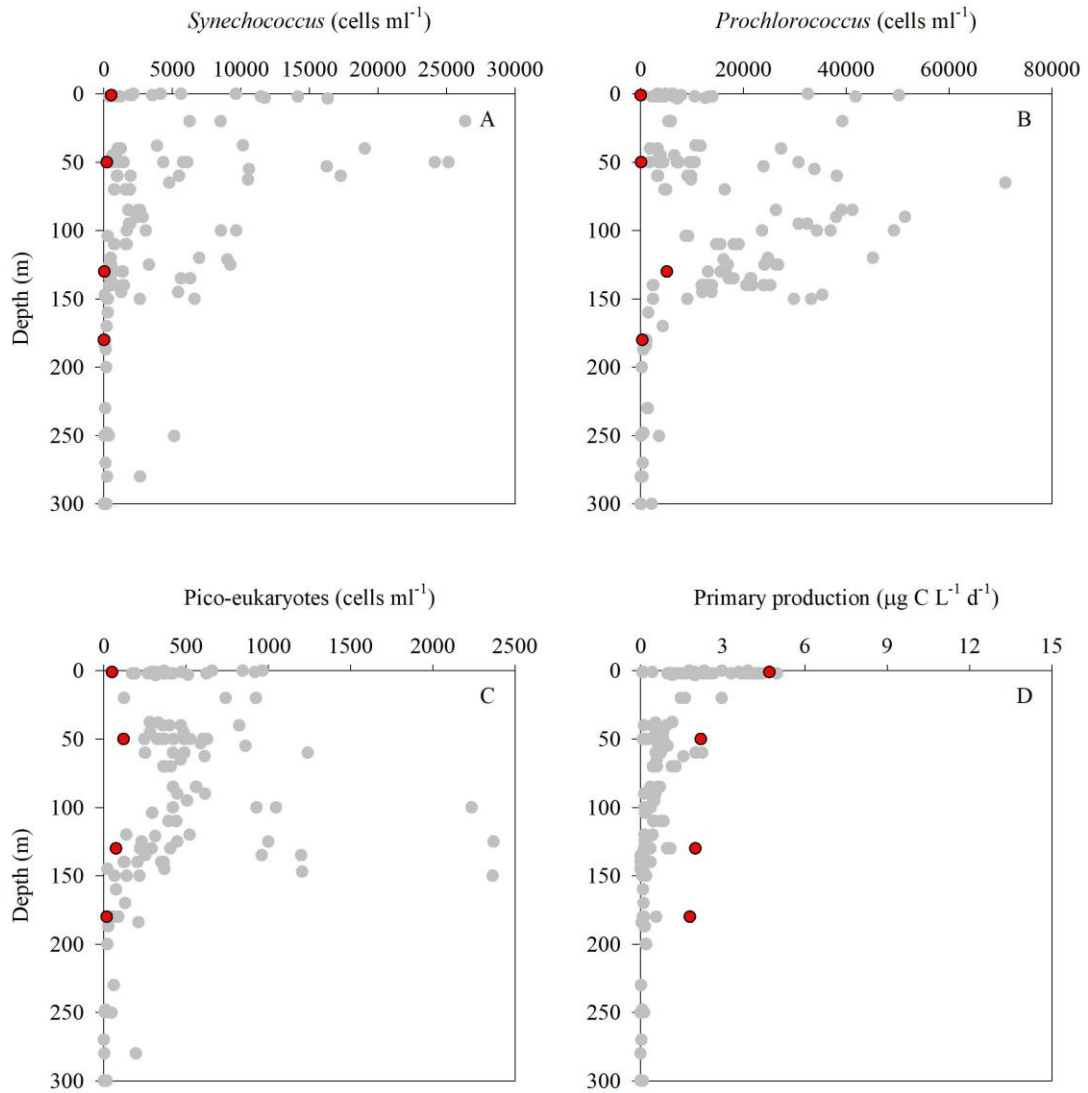 Synechococcus (cells ml⁻¹)
0 5000 10000 15000 20000 25000 30000
0
50
100
150
200
250
300
Depth (m)
A
Prochlorococcus (cells ml⁻¹)
0 20000 40000 60000 80000
0
50
100
150
200
250
300
B
Pico-eukaryotes (cells ml⁻¹)
0 500 1000 1500 2000 2500
0
50
100
150
200
250
300
Depth (m)
C
Primary production (µg C L⁻¹ d⁻¹)
0 3 6 9 12 15
0
50
100
150
200
250
300
D